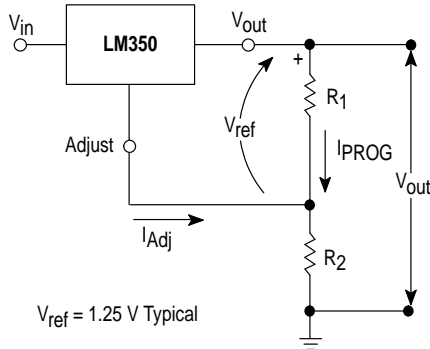 Vin
LM350
Vout
+
R1
Vref
Adjust
IPROG
Vout
IAdj
R2
Vref = 1.25 V Typical